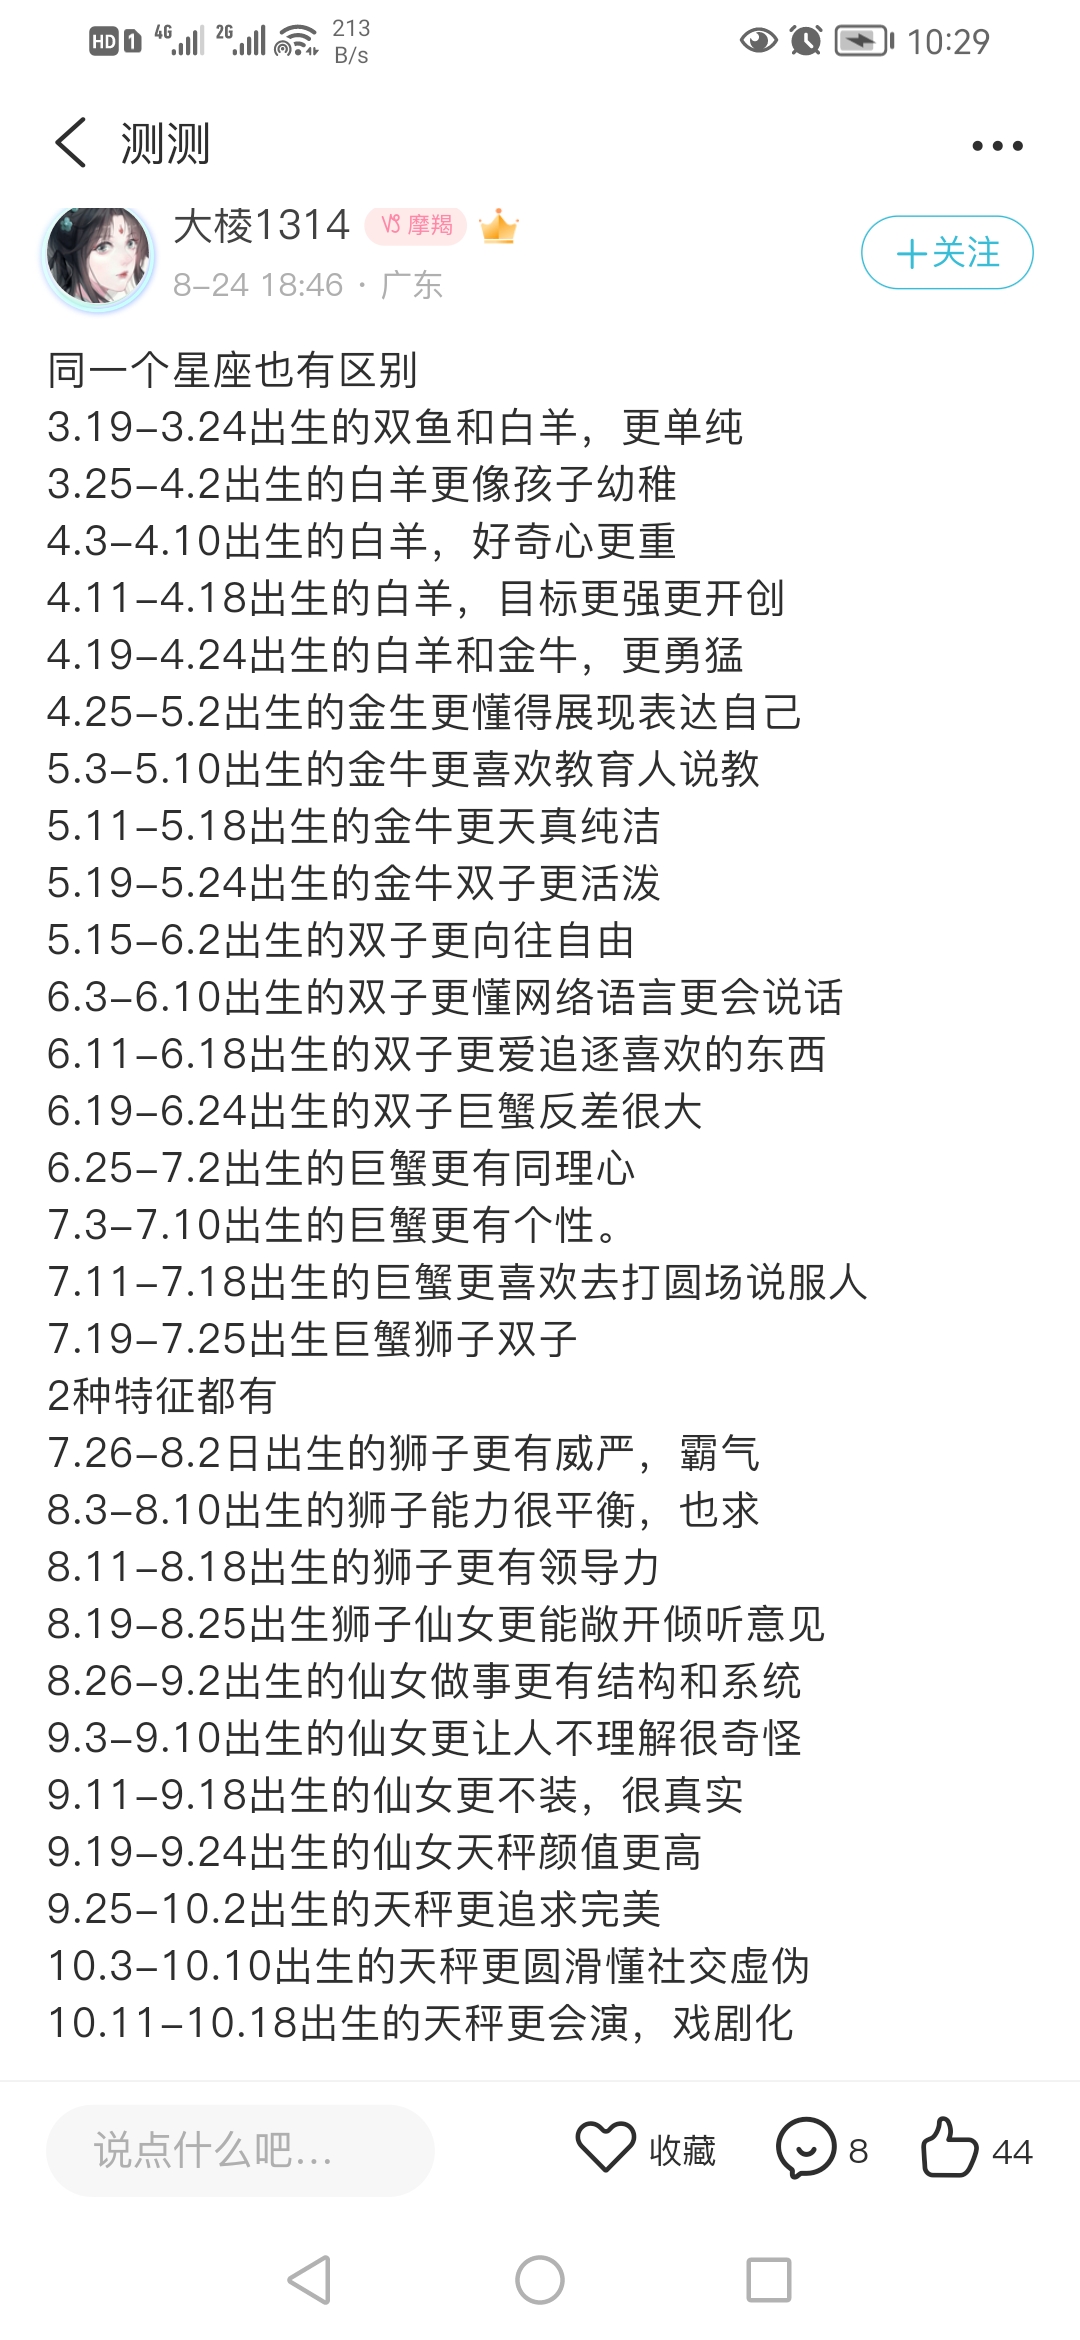 HD 1 4G 2G 213 B/s 10:29
测测
大棱1314 摩羯
8-24 18:46 · 广东
+关注
同一个星座也有区别
3.19-3.24出生的双鱼和白羊，更单纯
3.25-4.2出生的白羊更像孩子幼稚
4.3-4.10出生的白羊，好奇心更重
4.11-4.18出生的白羊，目标更强更开创
4.19-4.24出生的白羊和金牛，更勇猛
4.25-5.2出生的金生更懂得展现表达自己
5.3-5.10出生的金牛更喜欢教育人说教
5.11-5.18出生的金牛更天真纯洁
5.19-5.24出生的金牛双子更活泼
5.15-6.2出生的双子更向往自由
6.3-6.10出生的双子更懂网络语言更会说话
6.11-6.18出生的双子更爱追逐喜欢的东西
6.19-6.24出生的双子巨蟹反差很大
6.25-7.2出生的巨蟹更有同理心
7.3-7.10出生的巨蟹更有个性。
7.11-7.18出生的巨蟹更喜欢去打圆场说服人
7.19-7.25出生巨蟹狮子双子
2种特征都有
7.26-8.2日出生的狮子更有威严，霸气
8.3-8.10出生的狮子能力很平衡，也求
8.11-8.18出生的狮子更有领导力
8.19-8.25出生狮子仙女更能敞开倾听意见
8.26-9.2出生的仙女做事更有结构和系统
9.3-9.10出生的仙女更让人不理解很奇怪
9.11-9.18出生的仙女更不装，很真实
9.19-9.24出生的仙女天秤颜值更高
9.25-10.2出生的天秤更追求完美
10.3-10.10出生的天秤更圆滑懂社交虚伪
10.11-10.18出生的天秤更会演，戏剧化
说点什么吧... 收藏 8 44